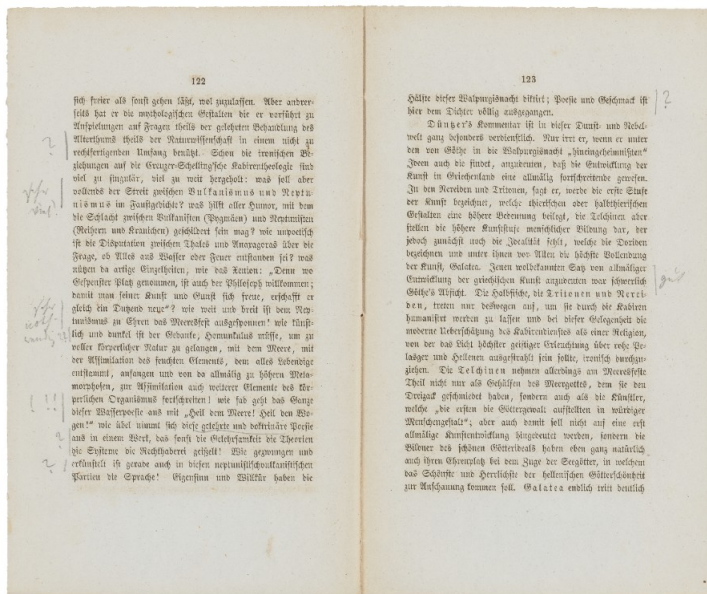 122
sich freier als sonst gehen läßt, wol zuzulassen. Aber andrer-
seits hat er die mythologischen Gestalten die er vorführt zu
Anspielungen auf Fragen theils der gelehrten Behandlung des
Alterthums theils der Naturwissenschaft in einem nicht zu
rechtfertigenden Umfang benützt. Schon die ironischen Be-
ziehungen auf die Creuzer-Schelling'sche Kabirentheologie sind
viel zu singulär, viel zu weit hergeholt: was soll aber
vollends der Streit zwischen Vulkanismus und Neptu-
nismus im Faustgedichte? was hilft aller Humor, mit dem
die Schlacht zwischen Vulkanisten (Pygmäen) und Neptunisten
(Reihern und Kranichen) geschildert sein mag? wie unpoetisch
ist die Disputation zwischen Thales und Anaxagoras über die
Frage, ob Alles aus Wasser oder Feuer entstanden sei? was
nützen da artige Einzelheiten, wie das Xenion: „Denn wo
Gespenster Platz genommen, ist auch der Philosoph willkommen;
damit man seiner Kunst und Gunst sich freue, erschafft er
gleich ein Dutzend neue“? wie weit und breit ist dem Nep-
tunismus zu Ehren das Meeresfest ausgesponnen! wie künst-
lich und dunkel ist der Gedanke, Homunkulus müsse, um zu
voller körperlicher Natur zu gelangen, mit dem Meere, mit
der Assimilation des feuchten Elements, dem alles Lebendige
entstammt, anfangen und von da allmälig zu höhern Meta-
morphosen, zur Assimilation auch weiterer Elemente des kör-
perlichen Organismus fortschreiten! wie fad geht das Ganze
dieser Wasserpoesie aus mit „Heil dem Meere! Heil den Wo-
gen!“ wie übel nimmt sich diese gelehrte und doktrinäre Poesie
aus in einem Werk, das sonst die Gelehrsamkeit die Theorien
die Systeme die Rechthaberei geißelt! Wie gezwungen und
erkünstelt ist gerade auch in diesen neptunistischvulkanistischen
Partien die Sprache! Eigensinn und Willkür haben die
?
!!!
?
?
123
Hälfte dieser Walpurgisnacht diktirt; Poesie und Geschmack ist
hier dem Dichter völlig ausgegangen.
Düntzer's Kommentar ist in dieser Dunst- und Nebel-
welt ganz besonders verdienstlich. Nur irrt er, wenn er unter
den von Göthe in die Walpurgisnacht „hineingeheimnißten“
Ideen auch die findet, anzudeuten, daß die Entwicklung der
Kunst in Griechenland eine allmälig fortschreitende gewesen.
In den Nereiden und Tritonen, sagt er, werde die erste Stufe
der Kunst bezeichnet, welche thierischen oder halbthierischen
Gestalten eine höhere Bedeutung beilegt, die Telchinen aber
stellen die höhere Kunststufe menschlicher Bildung dar, der
jedoch zunächst noch die Idealität fehlt, welche die Doriden
bezeichnen und unter ihnen vor Allen die höchste Vollendung
der Kunst, Galatea. Jenen wolbekannten Satz von allmäliger
Entwicklung der griechischen Kunst anzudeuten war schwerlich
Göthe's Absicht. Die Halbfische, die Tritonen und Nerei-
den, treten nur deswegen auf, um sie durch die Kabiren
humanisirt werden zu lassen und bei dieser Gelegenheit die
moderne Ueberschätzung des Kabirendienstes als einer Religion,
von der das Licht höchster geistiger Erleuchtung über rohe Pe-
lasger und Hellenen ausgestrahlt sein sollte, ironisch durchzu-
ziehen. Die Telchinen nehmen allerdings am Meeresfeste
Theil nicht nur als Gehilfen des Meergottes, dem sie den
Dreizack geschmiedet haben, sondern auch als die Künstler,
welche „die ersten die Göttergewalt aufstellten in würdiger
Menschengestalt“; aber auch damit soll nicht auf eine erst
allmälige Kunstentwicklung hingedeutet werden, sondern die
Bildner des schönen Götterideals haben eben ganz natürlich
auch ihren Ehrenplatz bei dem Zuge der Seegötter, in welchem
das Schönste und Herrlichste der hellenischen Götterschönheit
zur Anschauung kommen soll. Galatea endlich tritt deutlich
?
gut